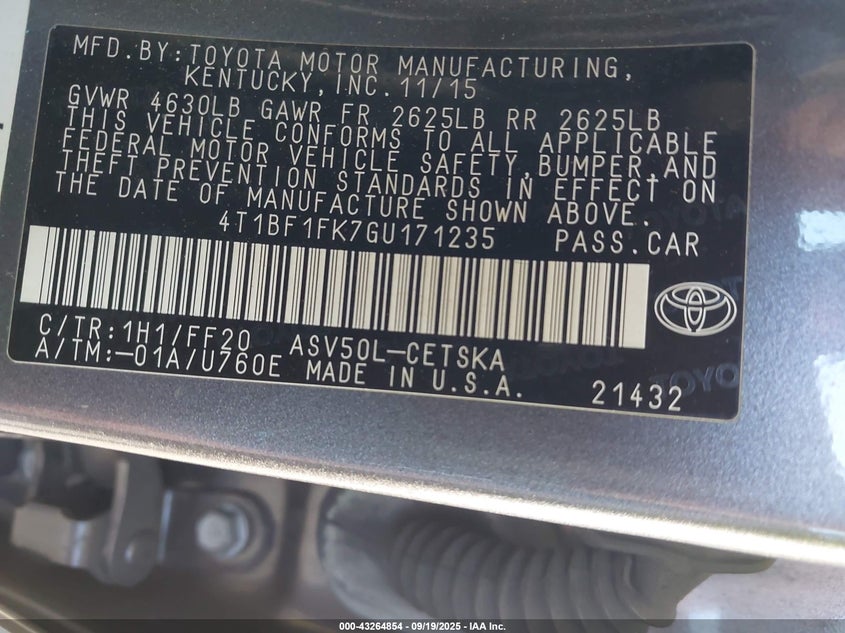 MFD.BY:TOYOTA MOTOR MANUFACTURING,
KENTUCKY,INC.11/15
GVWR 4630LB GAWR FR 2625LB RR 2625LB
THIS VEHICLE CONFORMS TO ALL APPLICABLE
FEDERAL MOTOR VEHICLE SAFETY,BUMPER,AND
THEFT PREVENTION STANDARDS IN EFFECT ON
THE DATE OF MANUFACTURE SHOWN ABOVE.
4T1BF1FK7GU171235 PASS.CAR
C/TR:1H1/FF20 ASV50L-CETSKA
A/TM:-01A/U760E MADE IN U.S.A. 21432
000-43264854 - 09/19/2025 - IAA Inc.